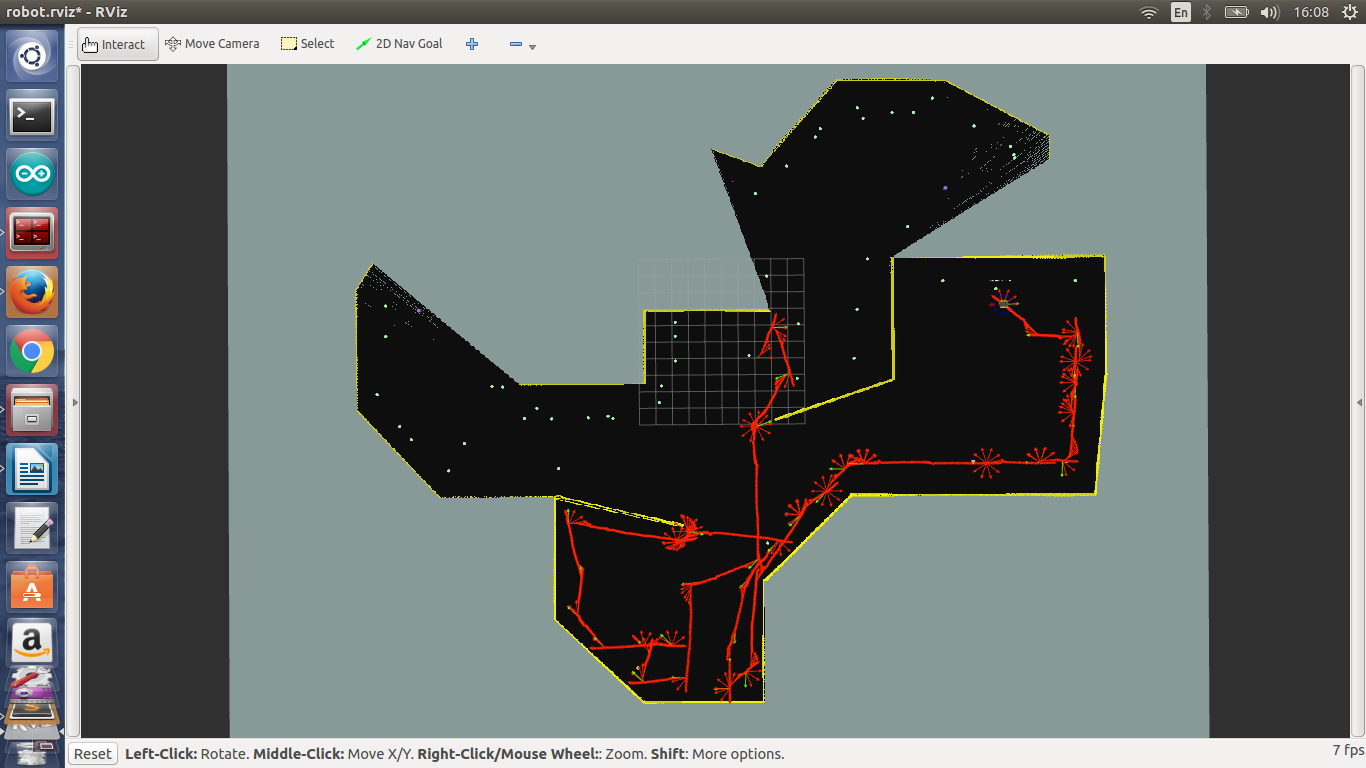 robot.rviz* - RViz
En
16:08
Interact
Move Camera
Select
2D Nav Goal
Reset
Left-Click: Rotate. Middle-Click: Move X/Y. Right-Click/Mouse Wheel:: Zoom. Shift: More options.
7 fps